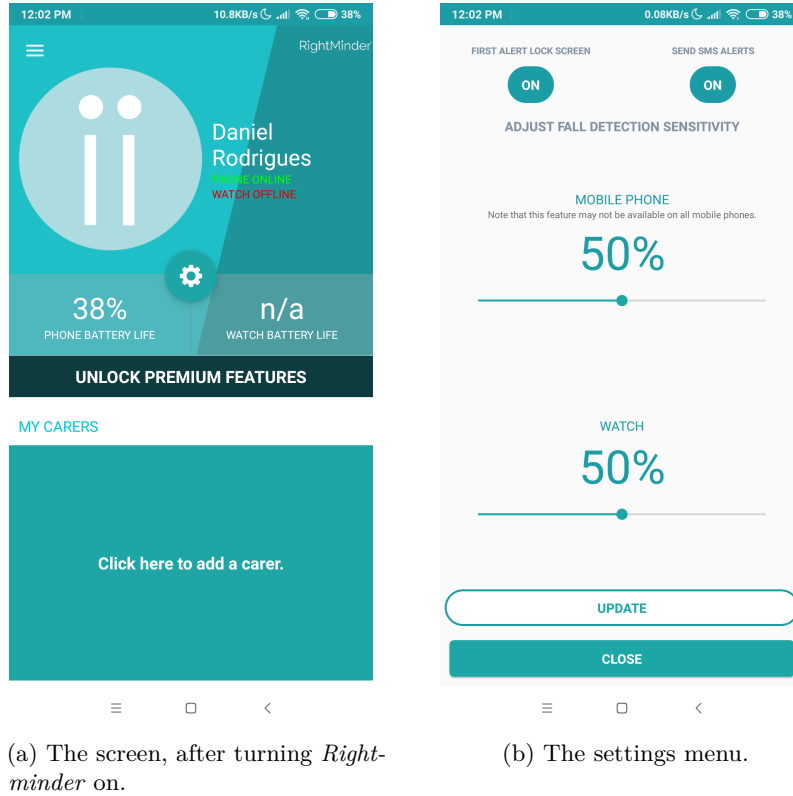 12:02 PM
10.8KB/s
38%
RightMinder
Daniel
Rodrigues
PHONE ONLINE
WATCH OFFLINE
38%
PHONE BATTERY LIFE
n/a
WATCH BATTERY LIFE
UNLOCK PREMIUM FEATURES
MY CARERS
Click here to add a carer.
(a) The screen, after turning Right-
minder on.
12:02 PM
0.08KB/s
38%
FIRST ALERT LOCK SCREEN
SEND SMS ALERTS
ON
ON
ADJUST FALL DETECTION SENSITIVITY
MOBILE PHONE
Note that this feature may not be available on all mobile phones.
50%
WATCH
50%
UPDATE
CLOSE
(b) The settings menu.